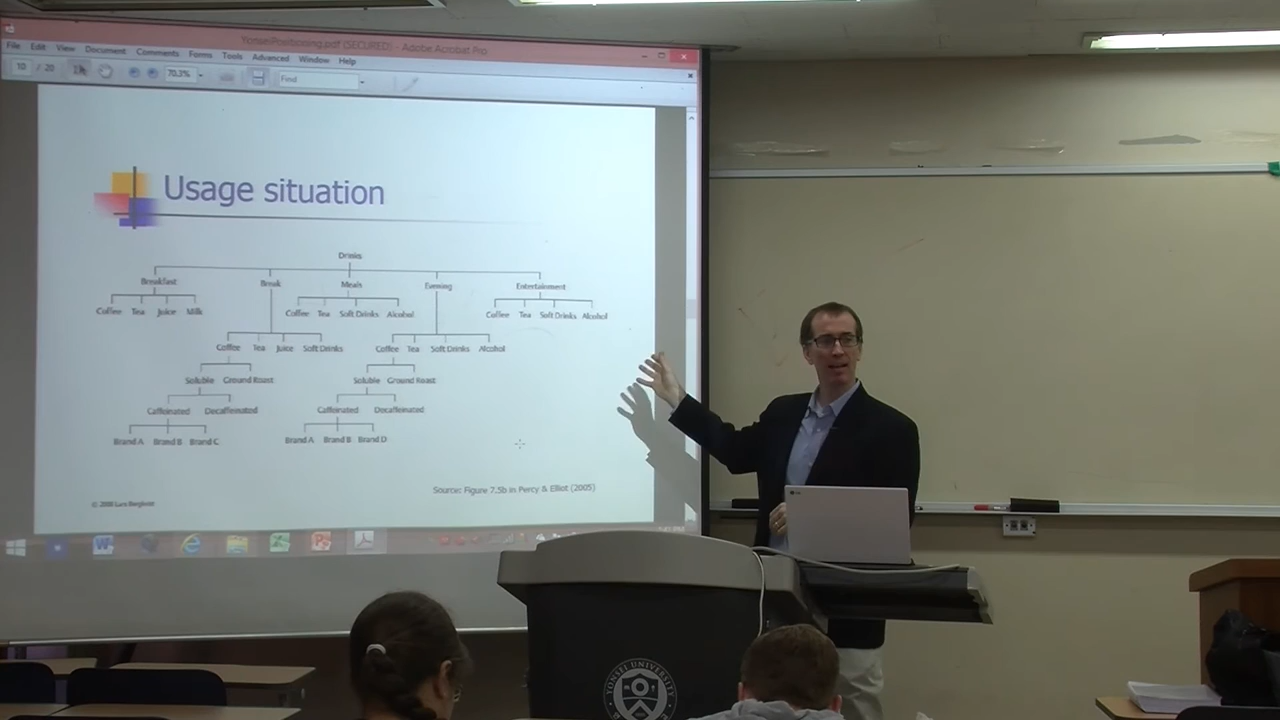 YonseiPositioning.pdf (SECURED) - Adobe Acrobat Pro
File Edit View Document Comments Forms Tools Advanced Window Help
10 / 20 70.3% Find
Usage situation
Drinks
Breakfast Break Meals Evening Entertainment
Coffee Tea Juice Milk Coffee Tea Soft Drinks Alcohol Coffee Tea Soft Drinks Alcohol
Coffee Tea Juice Soft Drinks Coffee Tea Soft Drinks Alcohol
Soluble Ground Roast Soluble Ground Roast
Caffeinated Decaffeinated Caffeinated Decaffeinated
Brand A Brand B Brand C Brand A Brand B Brand D
Source: Figure 7.5b in Percy & Elliot (2005)
© 2008 Lars Bergkvist
LG
YONSEI UNIVERSITY